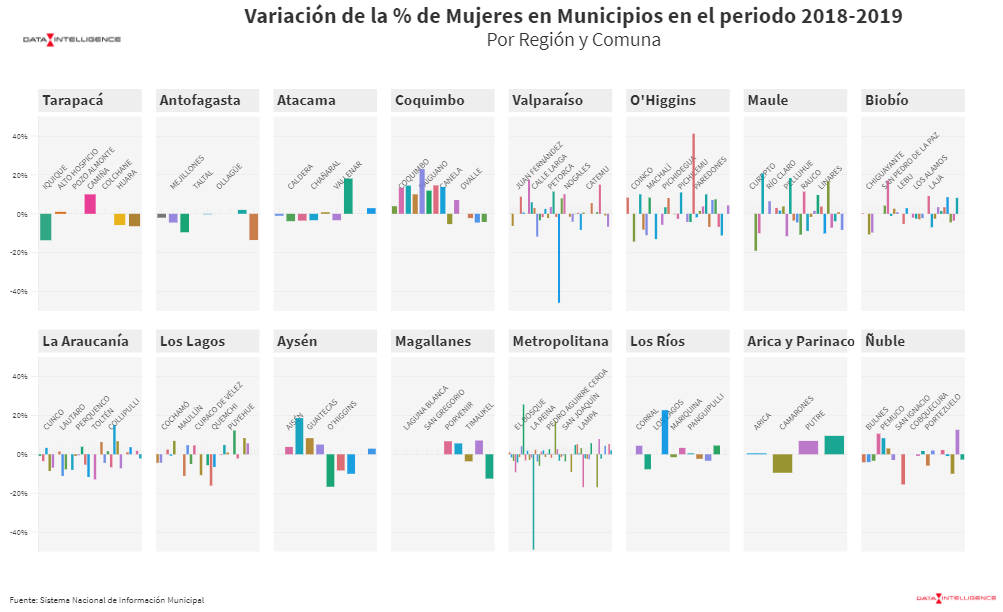 Variación de la % de Mujeres en Municipios en el periodo 2018-2019
Por Región y Comuna
DATA INTELLIGENCE
Tarapacá
Antofagasta
Atacama
Coquimbo
Valparaíso
O'Higgins
Maule
Biobío
40%
20%
0%
-20%
-40%
IQUIQUE
ALTO HOSPICIO
POZO ALMONTE
CAMIÑA
COLCHANE
HUARA
MEJILLONES
TALTAL
OLLAGÜE
CALDERA
CHAÑARAL
VALLENAR
COQUIMBO
CANELA
OVALLE
JUAN FERNÁNDEZ
CALLE LARGA
PETORCA
NOGALES
CATEMU
COINCO
MACHALÍ
PICHIDEGUA
PICHILEMU
PAREDONES
CUREPTO
RÍO CLARO
PELLUHUE
RAUCO
LINARES
CHIGUAYANTE
SAN PEDRO DE LA PAZ
LEBU
LOS ALAMOS
LAJA
La Araucanía
Los Lagos
Aysén
Magallanes
Metropolitana
Los Ríos
Arica y Parinaco
Ñuble
40%
20%
0%
-20%
-40%
CUNCO
LAUTARO
PERQUENCO
TOLTÉN
COLLIPULLI
COCHAMÓ
MAULLÍN
CURACO DE VÉLEZ
QUEMCHI
PUYEHUE
AISÉN
GUAITECAS
O'HIGGINS
LAGUNA BLANCA
SAN GREGORIO
PORVENIR
TIMAUKEL
EL BOSQUE
LA REINA
PEDRO AGUIRRE CERDA
SAN JOAQUÍN
LAMPA
CORRAL
LOS LAGOS
MARIQUINA
PANGUIPULLI
ARICA
CAMARONES
PUTRE
BULNES
PEMUCO
SAN IGNACIO
COBQUECURA
PORTEZUELO
Fuente: Sistema Nacional de Información Municipal
DATA INTELLIGENCE